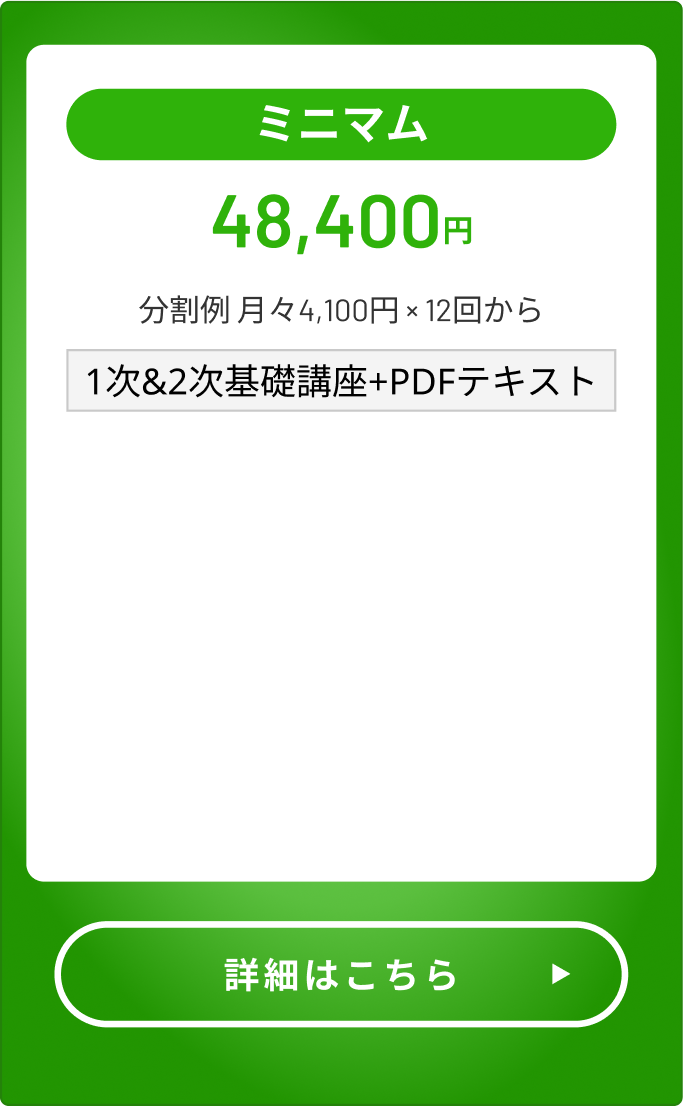 ミニマム
48,400円
分割例 月々4,100円 × 12回から
1次&2次基礎講座+PDFテキスト
詳細はこちら ▶